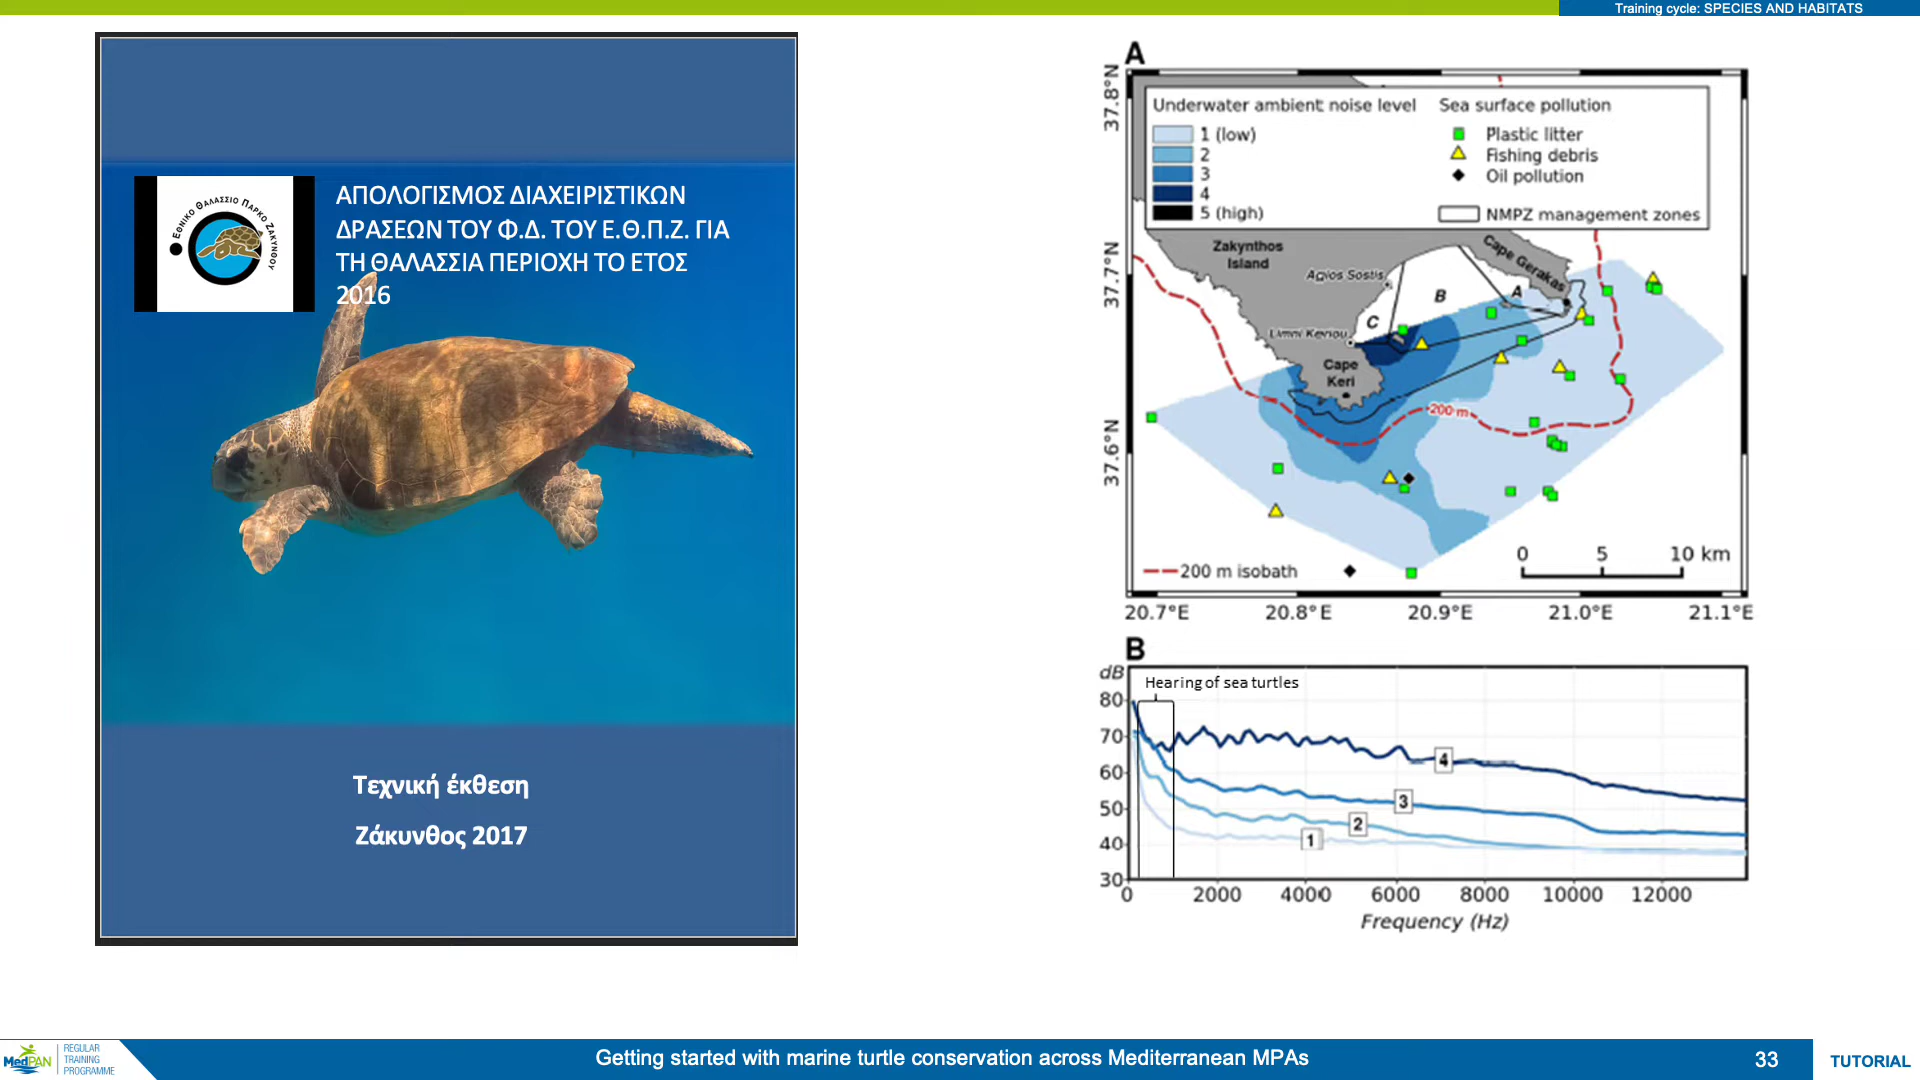 Training cycle: SPECIES AND HABITATS
ΕΘΝΙΚΟ ΘΑΛΑΣΣΙΟ ΠΑΡΚΟ ΖΑΚΥΝΘΟΥ
ΑΠΟΛΟΓΙΣΜΟΣ ΔΙΑΧΕΙΡΙΣΤΙΚΩΝ
ΔΡΑΣΕΩΝ ΤΟΥ Φ.Δ. ΤΟΥ Ε.Θ.Π.Ζ. ΓΙΑ
ΤΗ ΘΑΛΑΣΣΙΑ ΠΕΡΙΟΧΗ ΤΟ ΕΤΟΣ
2016
Τεχνική έκθεση
Ζάκυνθος 2017
A
37.8°N
37.7°N
37.6°N
Underwater ambient noise level
1 (low)
2
3
4
5 (high)
Sea surface pollution
Plastic litter
Fishing debris
Oil pollution
NMPZ management zones
Zakynthos
Island
Agios Sostis
Cape Gerakas
A
B
C
Limni Keriou
Cape
Keri
200 m
200 m isobath
0 5 10 km
20.7°E 20.8°E 20.9°E 21.0°E 21.1°E
B
dB
Hearing of sea turtles
80
70
60
50
40
30
4
3
2
1
0 2000 4000 6000 8000 10000 12000
Frequency (Hz)
MedPAN
REGULAR
TRAINING
PROGRAMME
Getting started with marine turtle conservation across Mediterranean MPAs
33
TUTORIAL